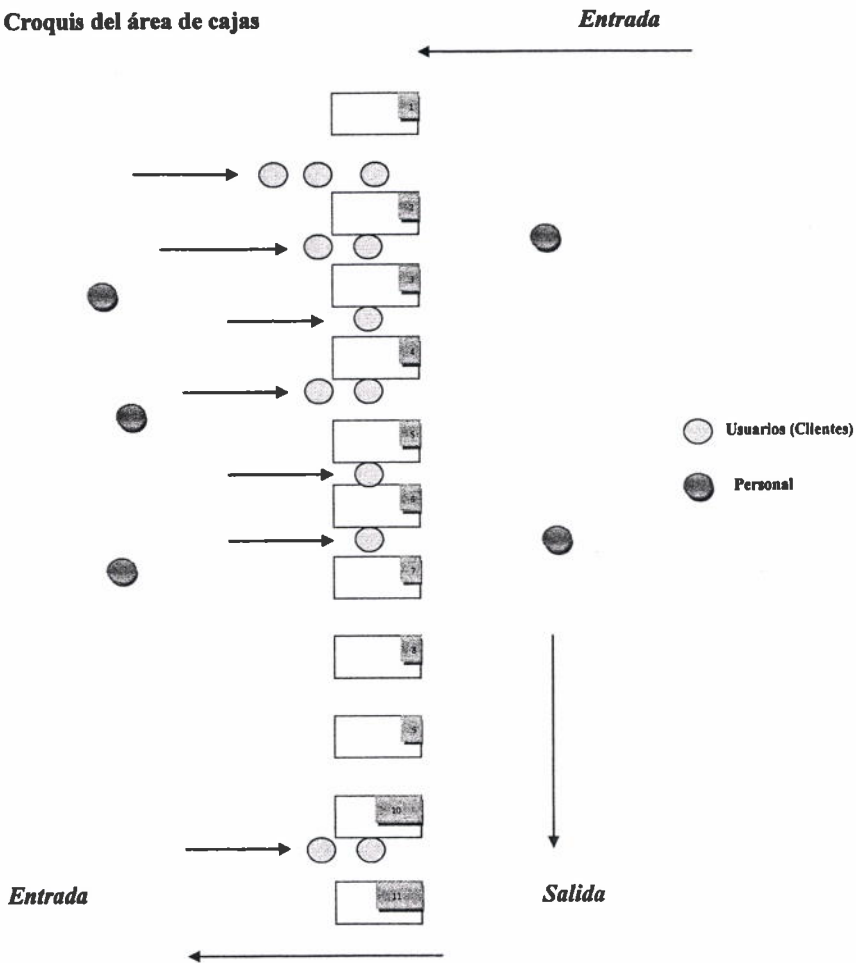 Croquis del área de cajas
Entrada
1
2
3
4
5
Usuarios (Clientes)
6
Personal
7
8
9
10
11
Entrada
Salida